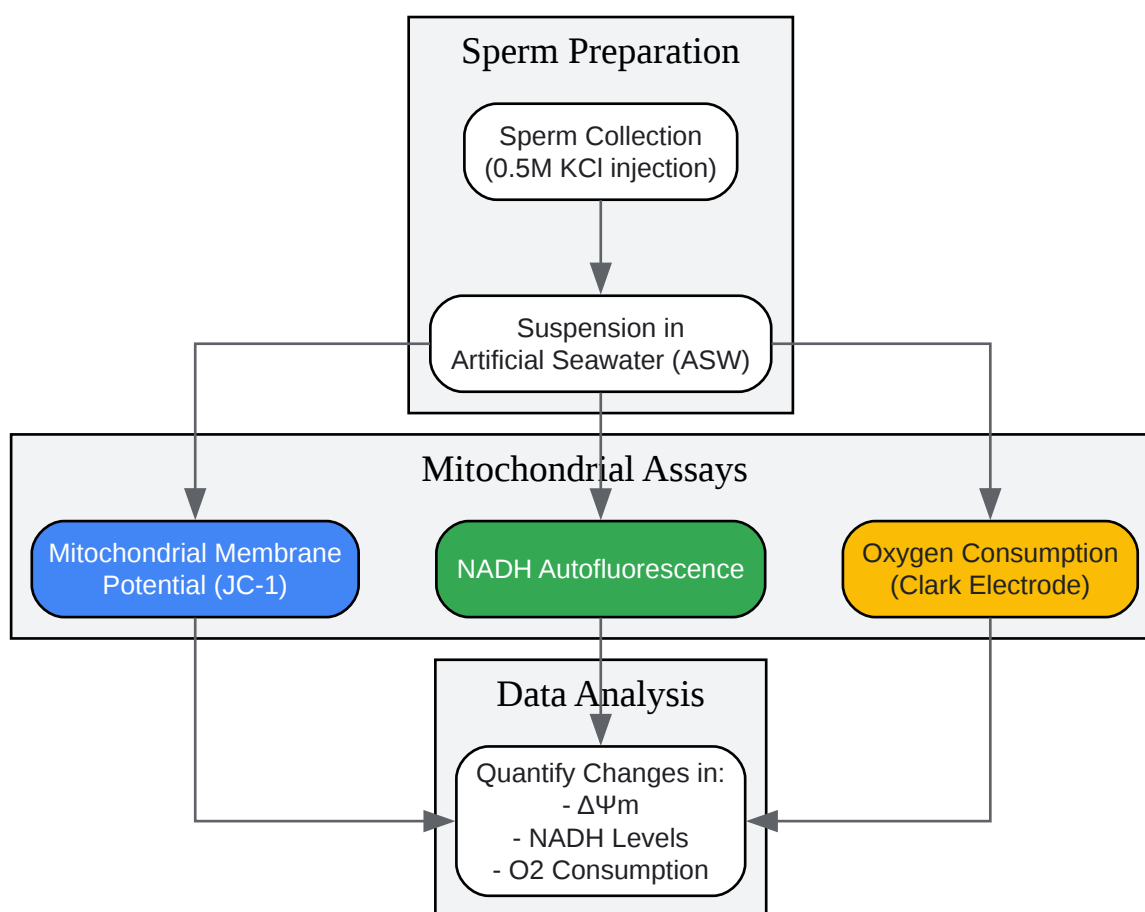 Sperm Preparation
Sperm Collection
(0.5M KCl injection)
Suspension in
Artificial Seawater (ASW)
Mitochondrial Assays
Mitochondrial Membrane
Potential (JC-1)
NADH Autofluorescence
Oxygen Consumption
(Clark Electrode)
Data Analysis
Quantify Changes in:
- ΔΨm
- NADH Levels
- O2 Consumption